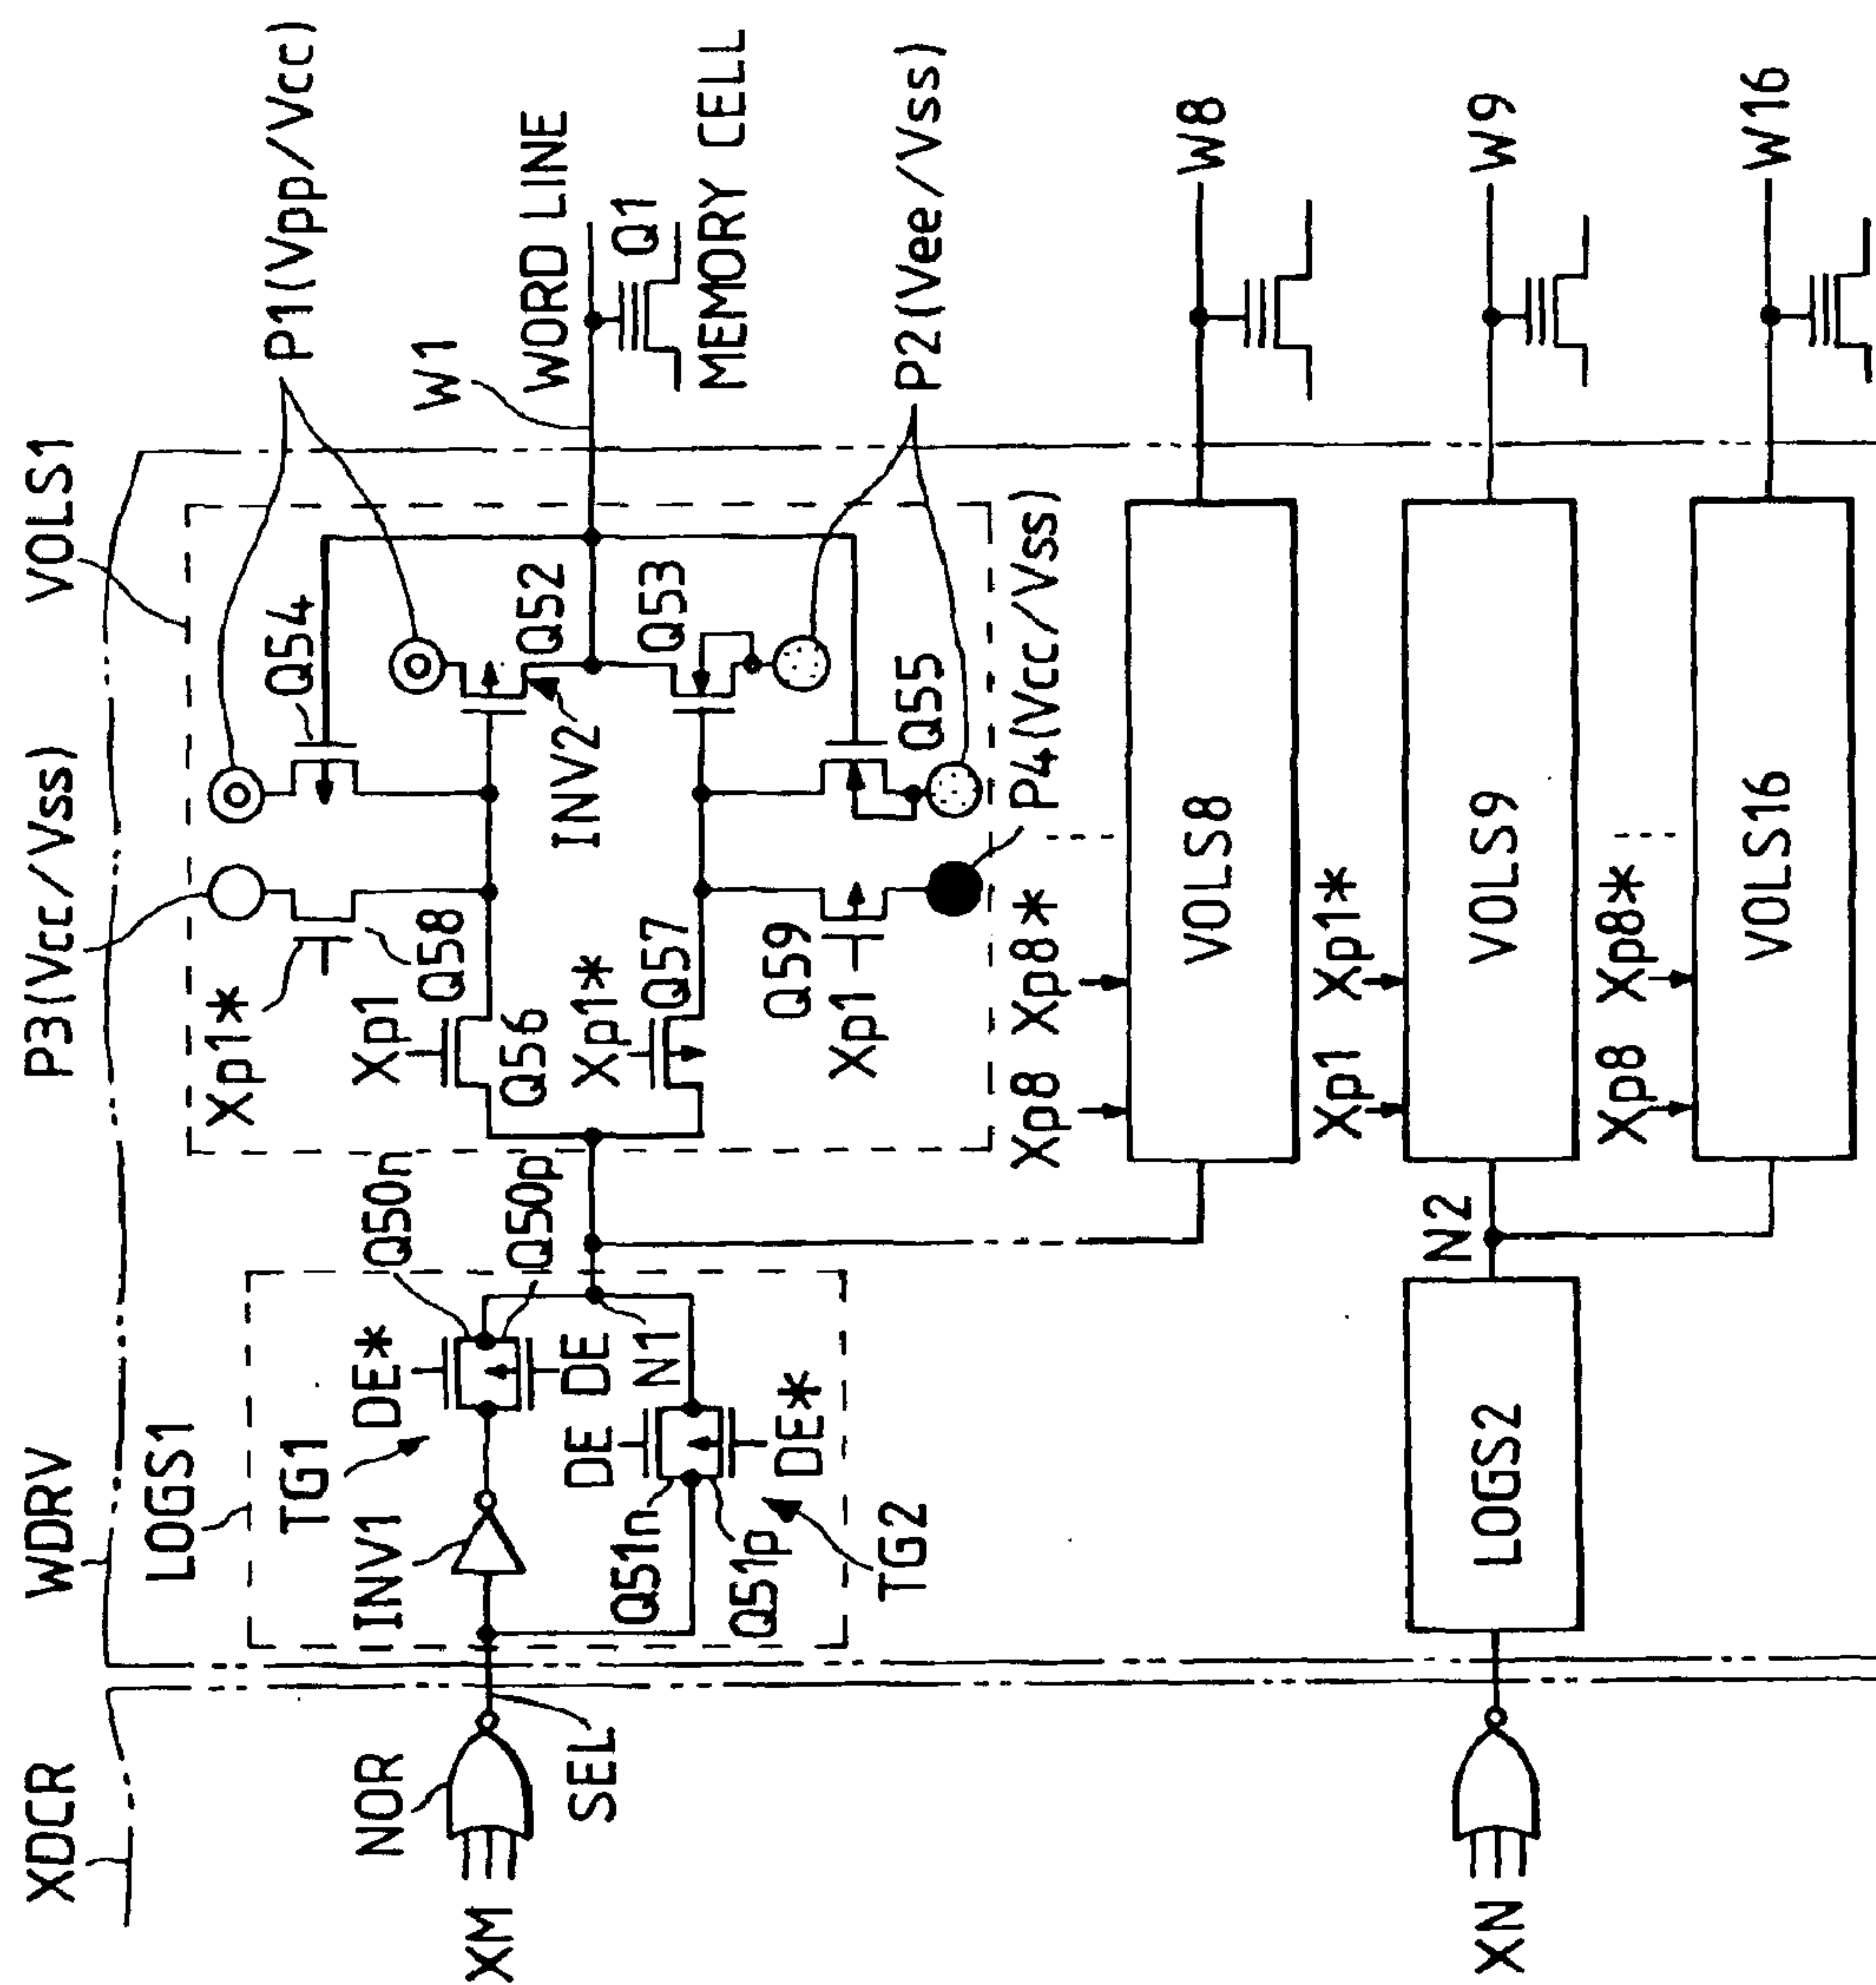 XDCR
WDRV
P3(Vcc/Vss)
VOLS1
LOGS1
Xp1*
Q54
P1(Vpp/Vcc)
TG1
DE*
Q50n
Xp1
Q58
W1
NOR
INV1
Q50p
Q56
INV2
Q52
WORD LINE
XM
SEL
DE
DE
N1
Xp1*
Q57
Q53
Q1
MEMORY CELL
Q51n
Q51p
DE*
Q59
Xp1
Q55
P2(Vee/Vss)
TG2
P4(Vcc/Vss)
Xp8 Xp8*
VOLS8
W8
Xp1 Xp1*
N2
XN
LOGS2
VOLS9
W9
Xp8 Xp8*
VOLS16
W16